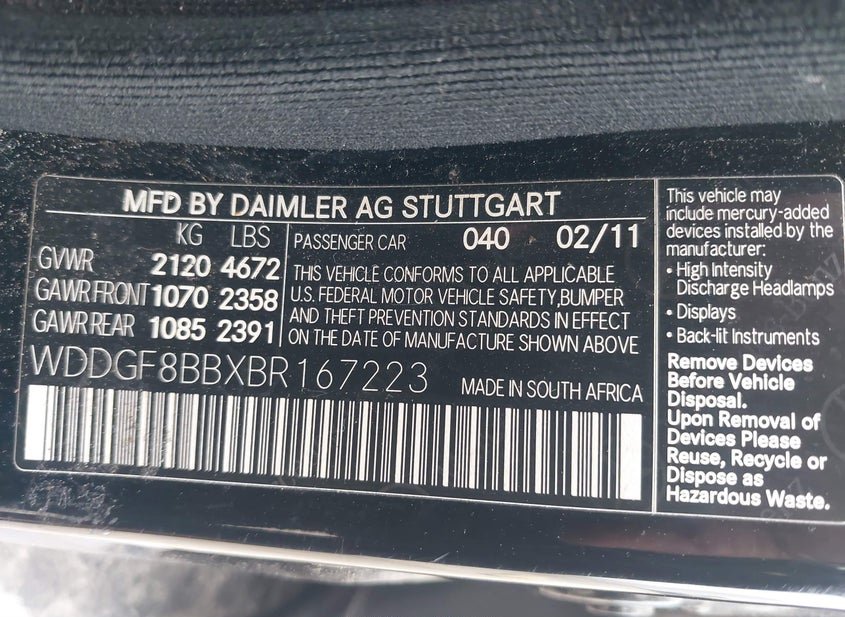 MFD BY DAIMLER AG STUTTGART
KG LBS
GVWR 2120 4672
GAWR FRONT 1070 2358
GAWR REAR 1085 2391
PASSENGER CAR 040 02/11
THIS VEHICLE CONFORMS TO ALL APPLICABLE
U.S. FEDERAL MOTOR VEHICLE SAFETY,BUMPER
AND THEFT PREVENTION STANDARDS IN EFFECT
ON THE DATE OF MANUFACTURE SHOWN ABOVE
WDDGF8BBXBR167223
MADE IN SOUTH AFRICA
This vehicle may
include mercury-added
devices installed by the
manufacturer:
• High Intensity
Discharge Headlamps
• Displays
• Back-lit Instruments
Remove Devices
Before Vehicle
Disposal.
Upon Removal of
Devices Please
Reuse, Recycle or
Dispose as
Hazardous Waste.